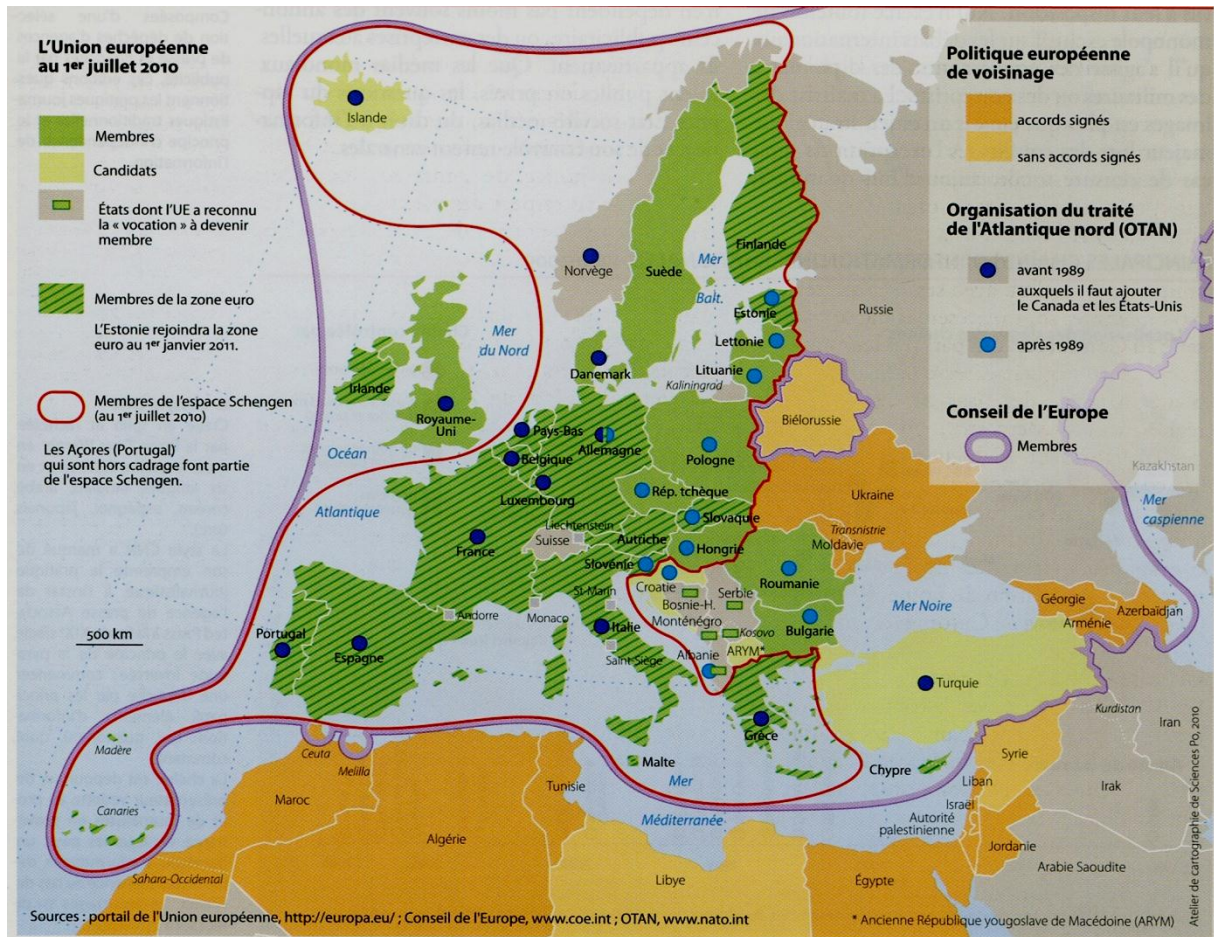 L'Union européenne
au 1er juillet 2010
Membres
Candidats
États dont l'UE a reconnu
la « vocation » à devenir
membre
Membres de la zone euro
L'Estonie rejoindra la zone
euro au 1er janvier 2011.
Membres de l'espace Schengen
(au 1er juillet 2010)
Les Açores (Portugal)
qui sont hors cadrage font partie
de l'espace Schengen.
500 km
Politique européenne
de voisinage
accords signés
sans accords signés
Organisation du traité
de l'Atlantique nord (OTAN)
avant 1989
auxquels il faut ajouter
le Canada et les États-Unis
après 1989
Conseil de l'Europe
Membres
Islande
Norvège
Suède
Finlande
Mer
Balt.
Estonie
Lettonie
Lituanie
Kaliningrad
Russie
Mer
du Nord
Danemark
Irlande
Royaume-
Uni
Pays-Bas
Belgique
Luxembourg
Allemagne
Pologne
Biélorussie
Océan
Atlantique
Rép. tchèque
Ukraine
Kazakhstan
Mer
caspienne
Slovaquie
Liechtenstein
Suisse
Autriche
France
Hongrie
Transnistrie
Moldavie
Slovénie
Croatie
Roumanie
St-Marin
Serbie
Bosnie-H.
Monténégro
Mer Noire
Géorgie
Azerbaïdjan
Arménie
Andorre
Monaco
Portugal
Espagne
Italie
Kosovo
Bulgarie
Saint-Siège
Albanie
ARYM*
Turquie
Kurdistan
Iran
Grèce
Madère
Ceuta
Melilla
Malte
Mer
Méditerranée
Chypre
Syrie
Liban
Irak
Canaries
Maroc
Tunisie
Israël
Autorité
palestinienne
Algérie
Jordanie
Sahara-Occidental
Libye
Égypte
Arabie Saoudite
Sources : portail de l'Union européenne, http://europa.eu/ ; Conseil de l'Europe, www.coe.int ; OTAN, www.nato.int
* Ancienne République yougoslave de Macédoine (ARYM)
Atelier de cartographie de Sciences Po, 2010